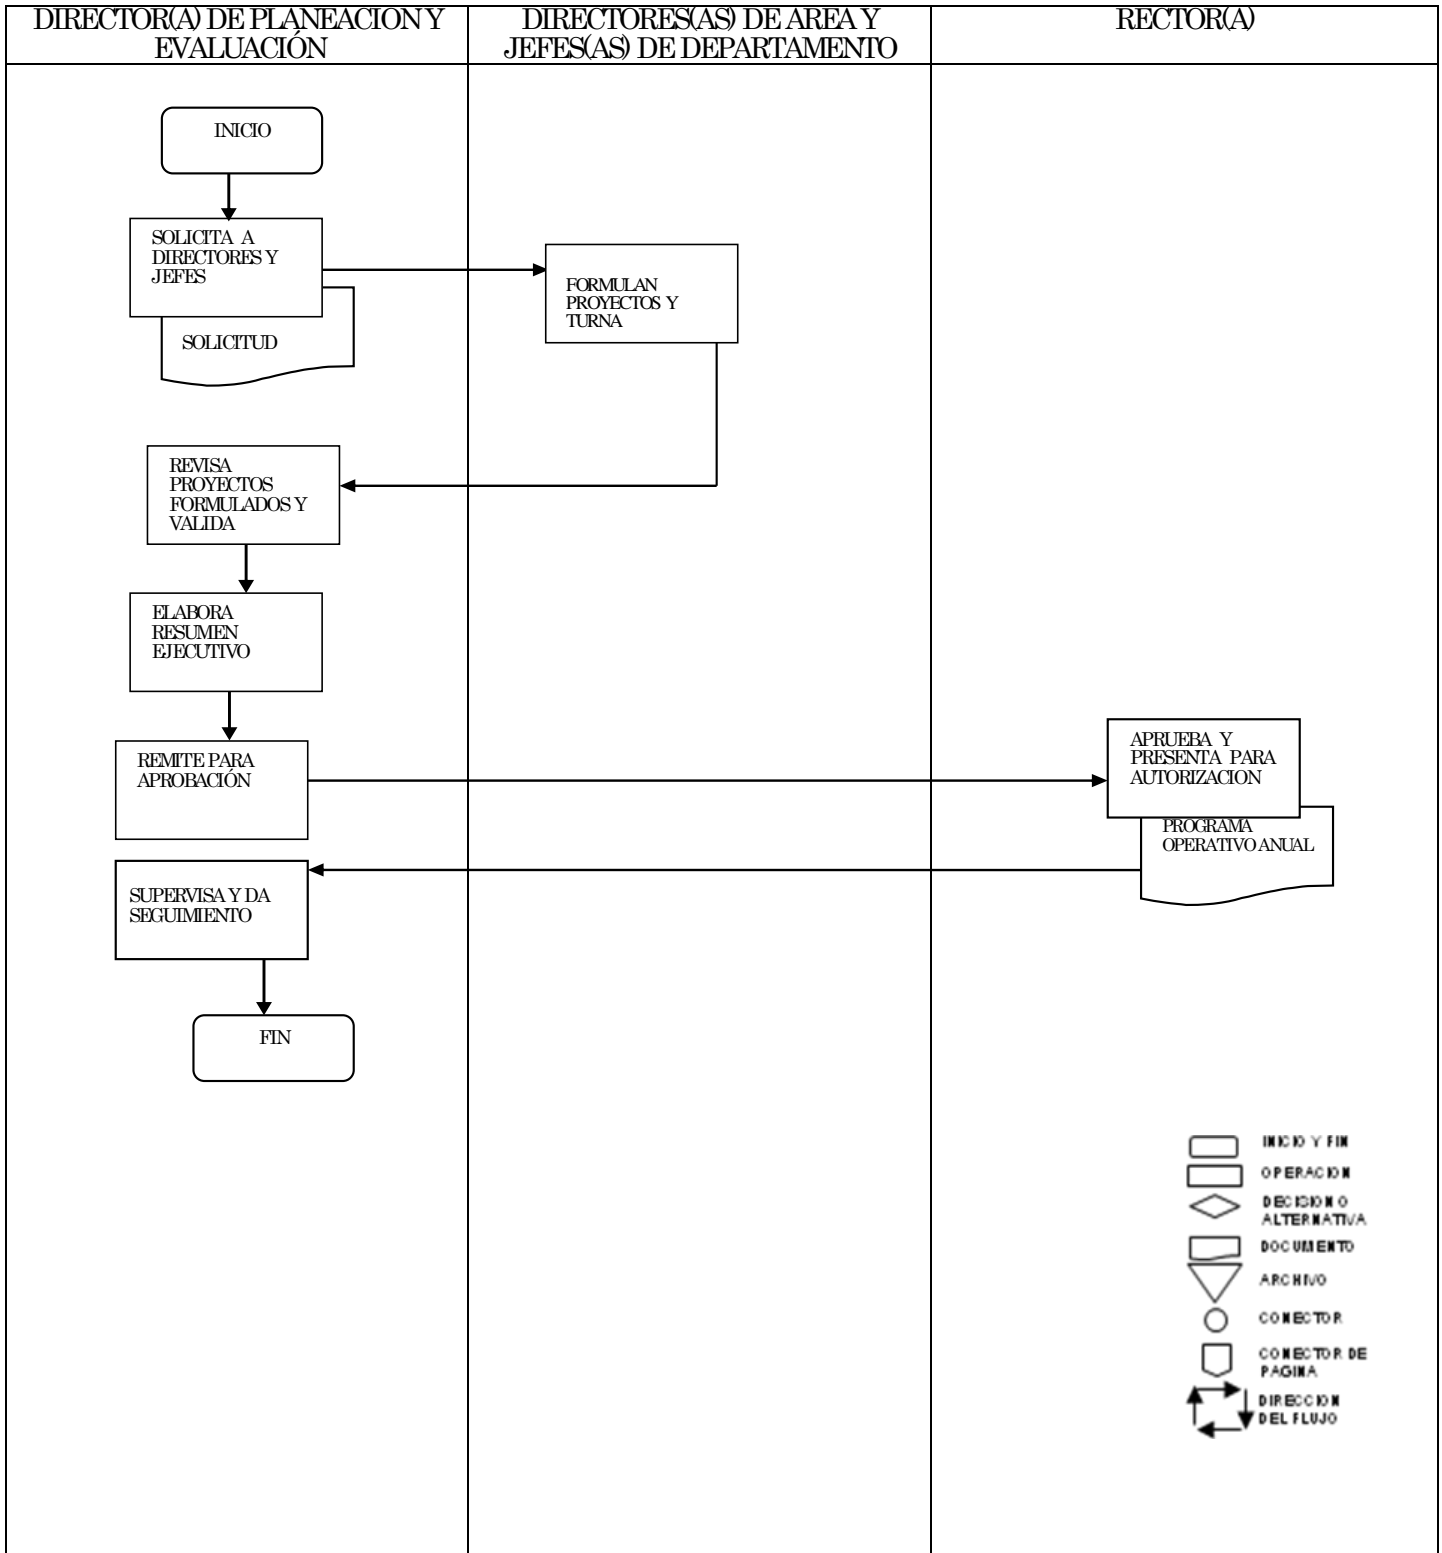 DIRECTOR(A) DE PLANEACION Y
EVALUACIÓN
DIRECTORES(AS) DE AREA Y
JEFES(AS) DE DEPARTAMENTO
RECTOR(A)
INICIO
SOLICITA A
DIRECTORES Y
JEFES
SOLICITUD
FORMULAN
PROYECTOS Y
TURNA
REVISA
PROYECTOS
FORMULADOS Y
VALIDA
ELABORA
RESUMEN
EJECUTIVO
REMITE PARA
APROBACIÓN
APRUEBA Y
PRESENTA PARA
AUTORIZACION
PROGRAMA
OPERATIVO ANUAL
SUPERVISA Y DA
SEGUIMIENTO
FIN
INICIO Y FIN
OPERACION
DECISION O
ALTERNATIVA
DOCUMENTO
ARCHIVO
CONECTOR
CONECTOR DE
PAGINA
DIRECCION
DEL FLUJO